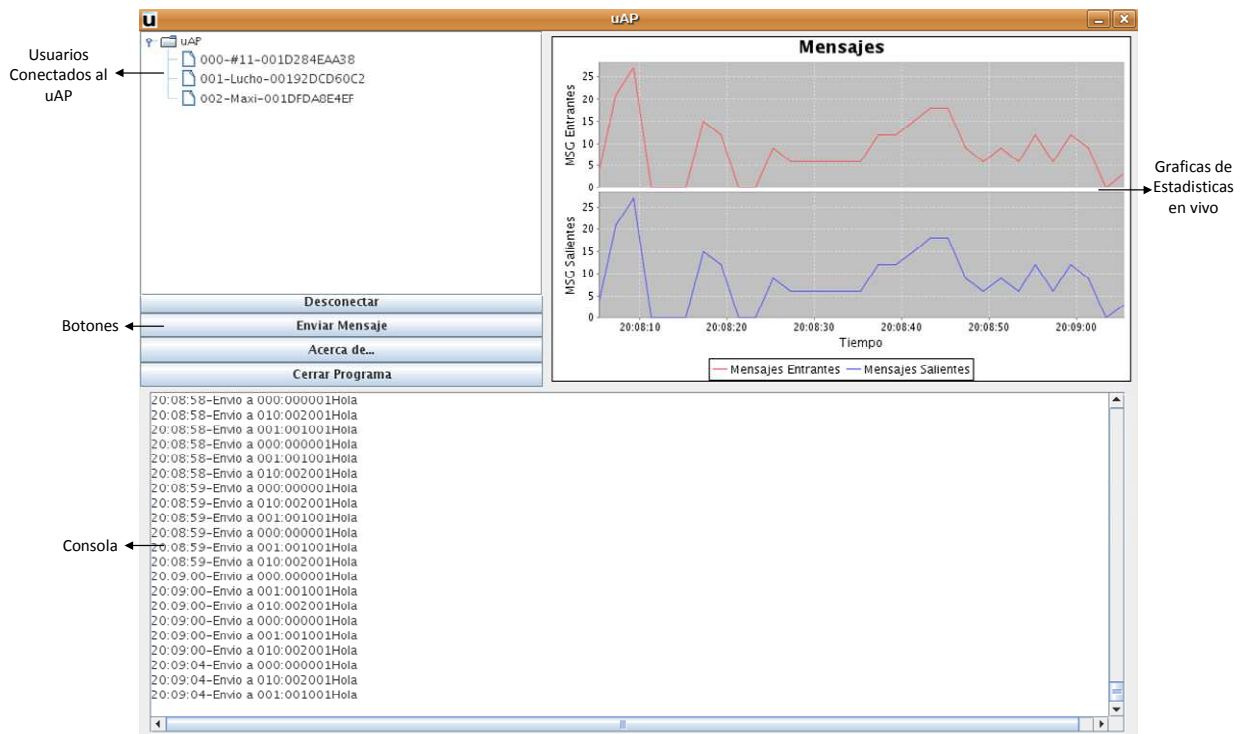 u
uAP
Usuarios
Conectados al
uAP
uAP
000-#11-001D284EAA38
001-Lucho-00192DCD60C2
002-Maxi-001DFDA8E4EF
Desconectar
Enviar Mensaje
Acerca de...
Cerrar Programa
Botones
Mensajes
MSG Entrantes
25
20
15
10
5
0
MSG Salientes
25
20
15
10
5
0
20:08:10 20:08:20 20:08:30 20:08:40 20:08:50 20:09:00
Tiempo
Mensajes Entrantes Mensajes Salientes
Graficas de
Estadisticas
en vivo
Consola
20:08:58-Envio a 000:000001Hola
20:08:58-Envio a 010:002001Hola
20:08:58-Envio a 001:001001Hola
20:08:58-Envio a 000:000001Hola
20:08:58-Envio a 001:001001Hola
20:08:58-Envio a 010:002001Hola
20:08:59-Envio a 000:000001Hola
20:08:59-Envio a 010:002001Hola
20:08:59-Envio a 001:001001Hola
20:08:59-Envio a 000:000001Hola
20:08:59-Envio a 001:001001Hola
20:08:59-Envio a 010:002001Hola
20:09:00-Envio a 000:000001Hola
20:09:00-Envio a 001:001001Hola
20:09:00-Envio a 010:002001Hola
20:09:00-Envio a 000:000001Hola
20:09:00-Envio a 001:001001Hola
20:09:00-Envio a 010:002001Hola
20:09:04-Envio a 000:000001Hola
20:09:04-Envio a 010:002001Hola
20:09:04-Envio a 001:001001Hola